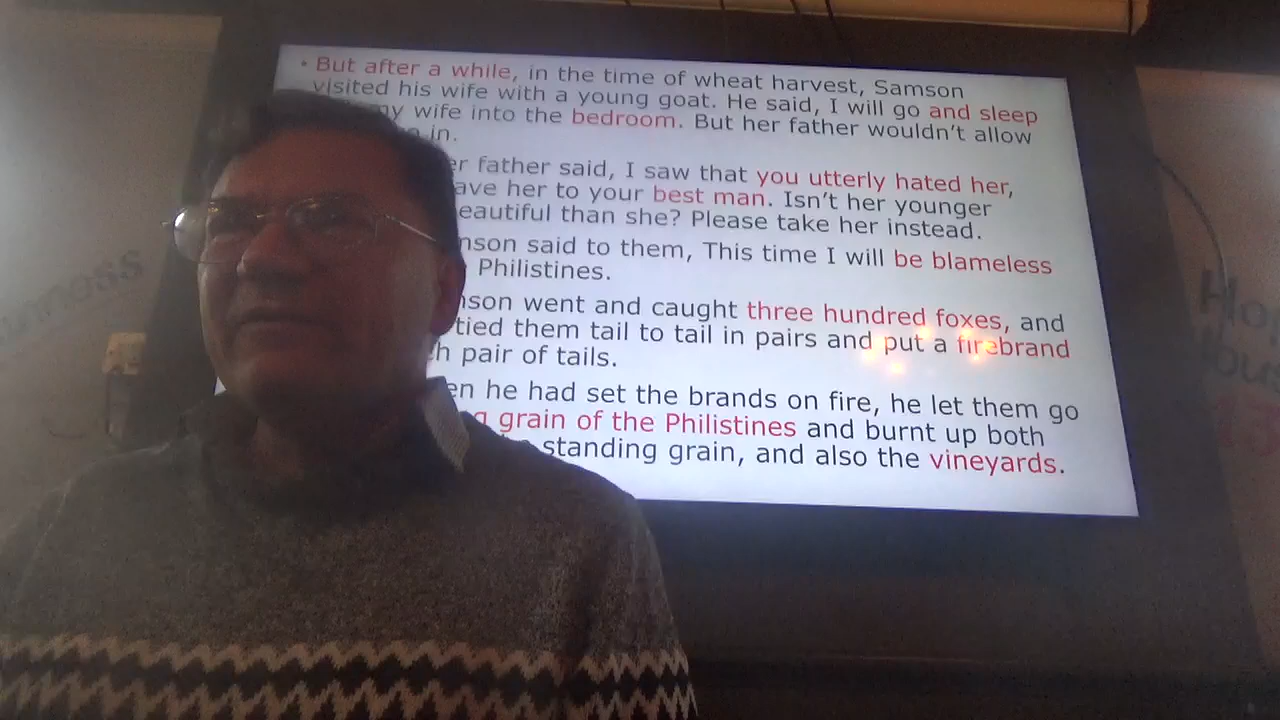 • But after a while, in the time of wheat harvest, Samson
visited his wife with a young goat. He said, I will go and sleep
my wife into the bedroom. But her father wouldn't allow
in.
father said, I saw that you utterly hated her,
her to your best man. Isn't her younger
than she? Please take her instead.
said to them, This time I will be blameless
Philistines.
went and caught three hundred foxes, and
tied them tail to tail in pairs and put a firebrand
pair of tails.
he had set the brands on fire, he let them go
grain of the Philistines and burnt up both
standing grain, and also the vineyards.